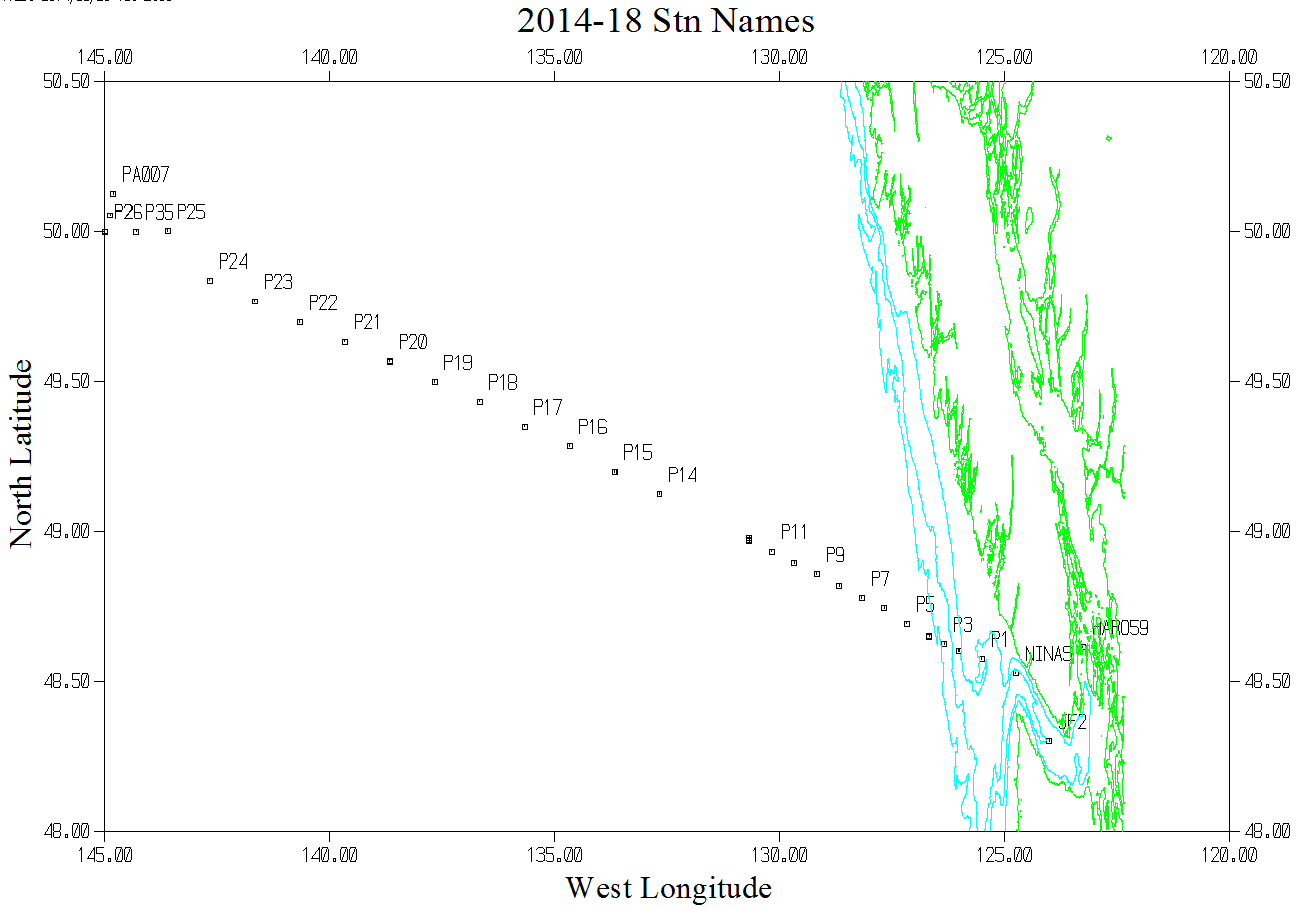 2014-18 Stn Names
145.00 140.00 135.00 130.00 125.00 120.00
50.50 50.50
PA007
P26 P35 P25
50.00 50.00
P24
P23
P22
P21
P20
P19
49.50 49.50
P18
P17
P16
P15
P14
North Latitude
49.00 49.00
P11
P9
P7
P5
P3
HARO59
P1
NINAS
48.50 48.50
JF2
48.00 48.00
145.00 140.00 135.00 130.00 125.00 120.00
West Longitude